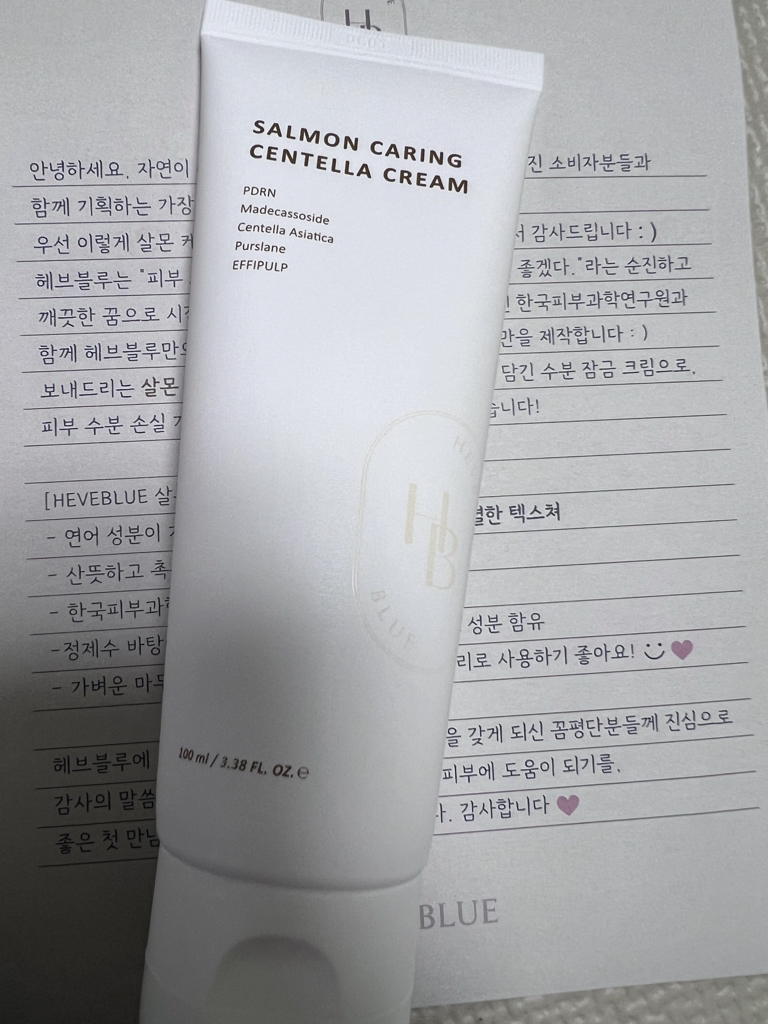 SALMON CARING
CENTELLA CREAM
PDRN
Madecassoside
Centella Asiatica
Purslane
EFFIPULP
HB
BLUE
100 ml / 3.38 FL. OZ. ℮
안녕하세요. 자연이 진 소비자분들과
함께 기획하는 가장
우선 이렇게 살몬 서 감사드립니다 : )
헤브블루는 "피부 좋겠다."라는 순진하고
깨끗한 꿈으로 한국피부과학연구원과
함께 헤브블루만의 만을 제작합니다 : )
보내드리는 살몬 담긴 수분 잠금 크림으로,
피부 수분 손실 습니다!
[HEVEBLUE 살몬
- 연어 성분이 텍스쳐
- 산뜻하고 촉
- 한국피부과학 성분 함유
-정제수 바탕 리로 사용하기 좋아요!
- 가벼운 마무
헤브블루에 을 갖게 되신 꼼평단분들께 진심으로
감사의 말씀 피부에 도움이 되기를,
좋은 첫 만남 다. 감사합니다
BLUE